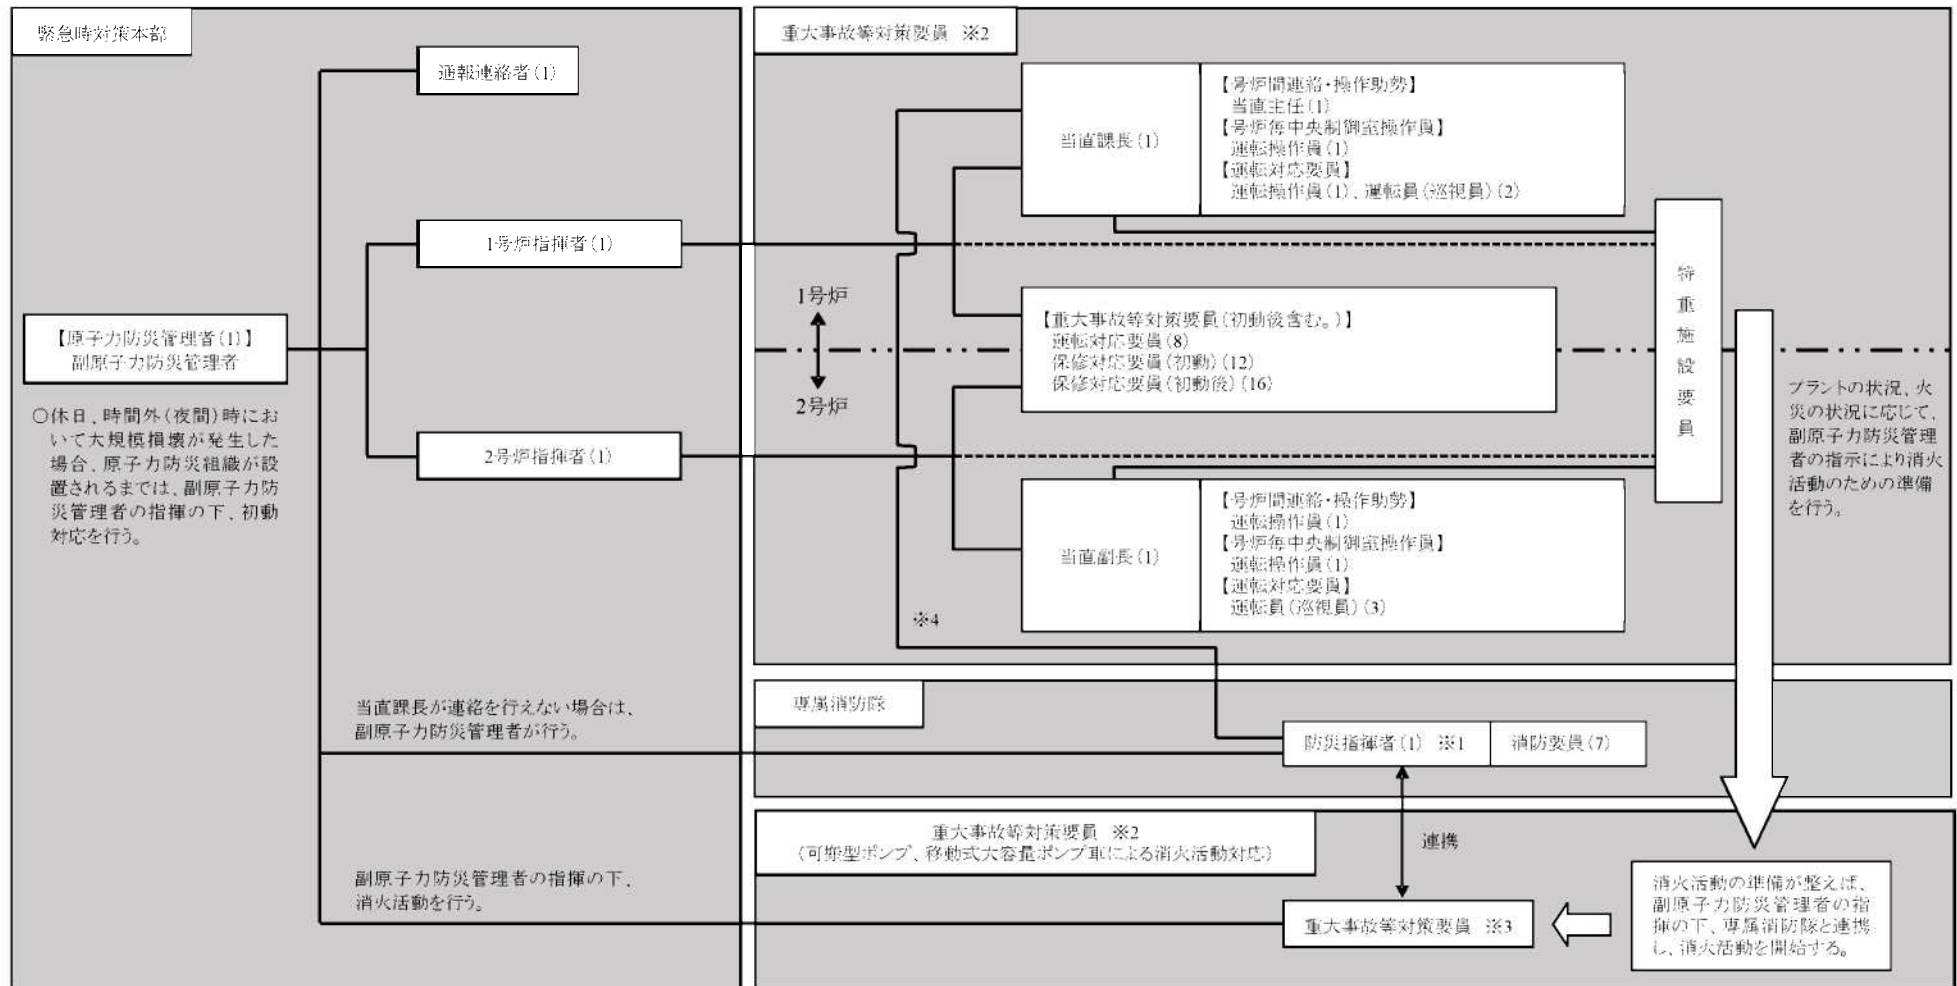 緊急時対策本部
通報連絡者(1)
1号炉指揮者(1)
【原子力防災管理者(1)】
副原子力防災管理者
2号炉指揮者(1)
○休日、時間外(夜間)時にお
いて大規模損壊が発生した
場合、原子力防災組織が設
置されるまでは、副原子力防
災管理者の指揮の下、初動
対応を行う。
当直課長が連絡を行えない場合は、
副原子力防災管理者が行う。
副原子力防災管理者の指揮の下、
消火活動を行う。
重大事故等対策要員 ※2
当直課長(1)
【号炉間連絡・操作助勢】
当直主任(1)
【号炉毎中央制御室操作員】
運転操作員(1)
【運転対応要員】
運転操作員(1)、運転員(巡視員)(2)
1号炉
2号炉
【重大事故等対策要員(初動後含む。)】
運転対応要員(8)
保修対応要員(初動)(12)
保修対応要員(初動後)(16)
当直副長(1)
【号炉間連絡・操作助勢】
運転操作員(1)
【号炉毎中央制御室操作員】
運転操作員(1)
【運転対応要員】
運転員(巡視員)(3)
※4
特重施設要員
プラントの状況、火
災の状況に応じて、
副原子力防災管理
者の指示により消火
活動のための準備
を行う。
専属消防隊
防災指揮者(1) ※1
消防要員(7)
連携
重大事故等対策要員 ※2
(可搬型ポンプ、移動式大容量ポンプ車による消火活動対応)
重大事故等対策要員 ※3
消火活動の準備が整えば、
副原子力防災管理者の指
揮の下、専属消防隊と連携
し、消火活動を開始する。